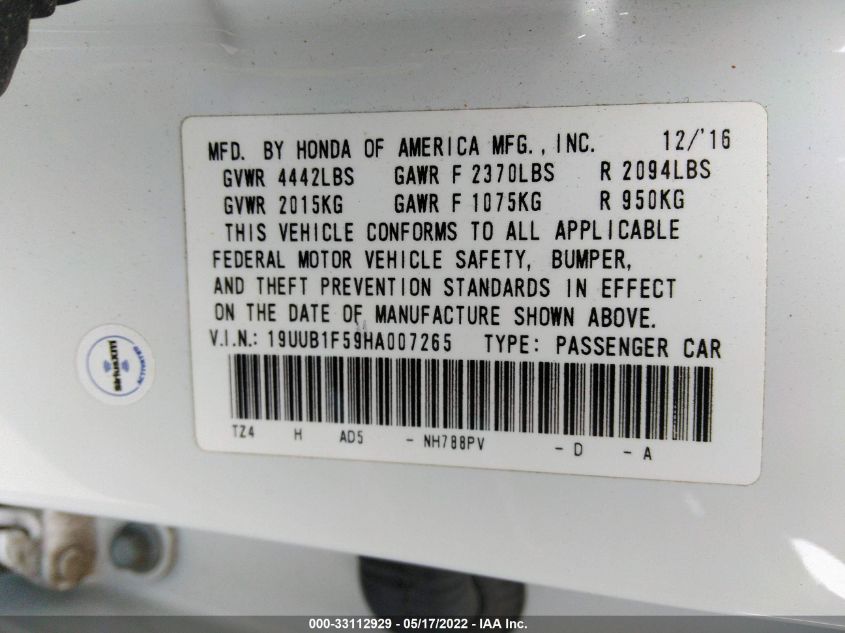 MFD. BY HONDA OF AMERICA MFG., INC. 12/'16
GVWR 4442LBS GAWR F 2370LBS R 2094LBS
GVWR 2015KG GAWR F 1075KG R 950KG
THIS VEHICLE CONFORMS TO ALL APPLICABLE
FEDERAL MOTOR VEHICLE SAFETY, BUMPER,
AND THEFT PREVENTION STANDARDS IN EFFECT
ON THE DATE OF MANUFACTURE SHOWN ABOVE.
V.I.N.: 19UUB1F59HA007265 TYPE: PASSENGER CAR
TZ4 H AD5 - NH788PV - D - A
siriusxm
000-33112929 - 05/17/2022 - IAA Inc.